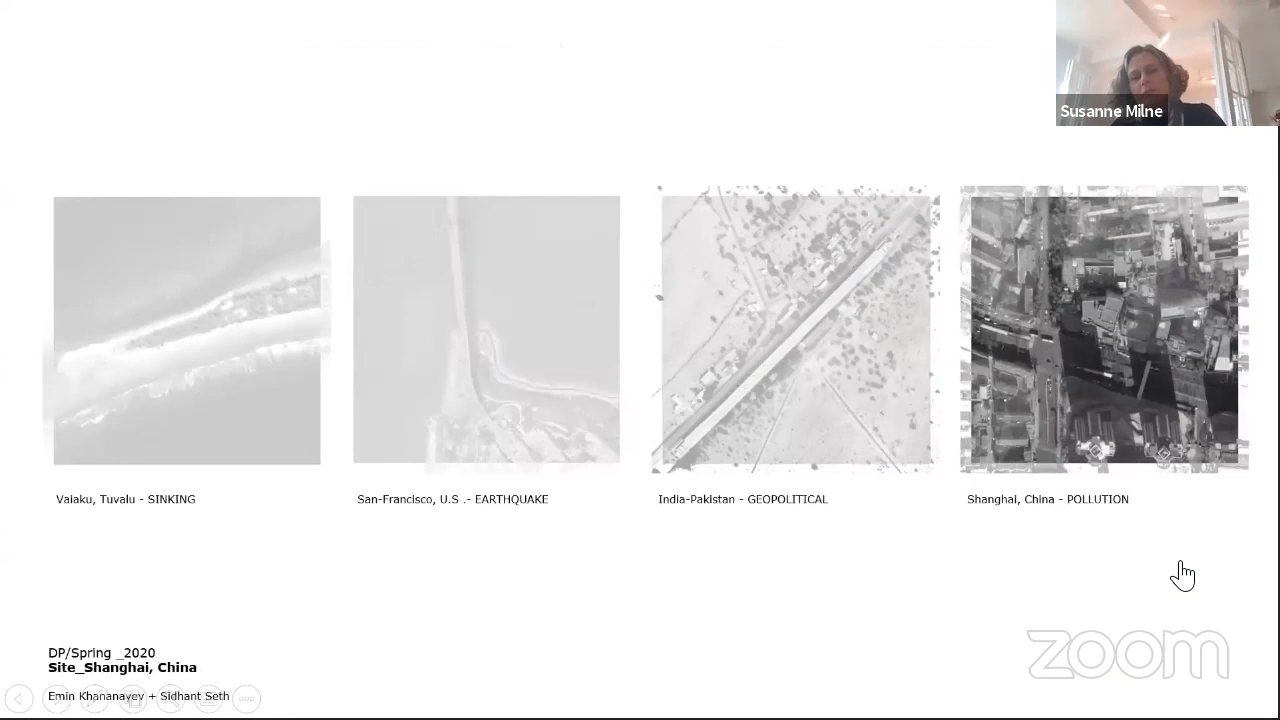 Susanne Milne
Vaiaku, Tuvalu - SINKING
San-Francisco, U.S .- EARTHQUAKE
India-Pakistan - GEOPOLITICAL
Shanghai, China - POLLUTION
DP/Spring _2020
Site_Shanghai, China
Emin Khananayev + Sidhant Seth
zoom